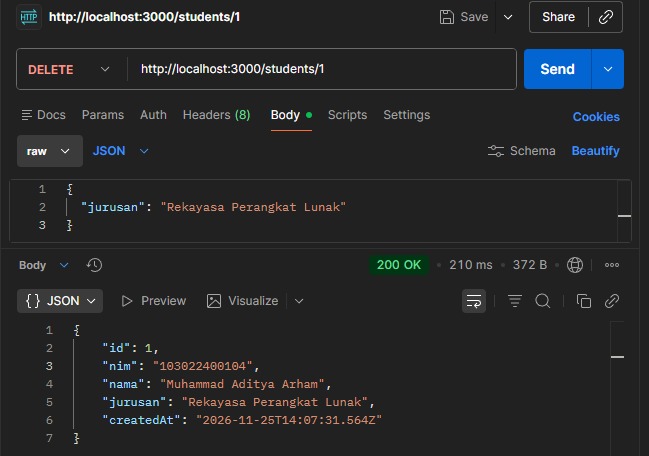 HTTP http://localhost:3000/students/1 Save Share
DELETE http://localhost:3000/students/1 Send
Docs Params Auth Headers (8) Body Scripts Settings Cookies
raw JSON Schema Beautify
1 {
2 "jurusan": "Rekayasa Perangkat Lunak"
3 }
Body 200 OK • 210 ms • 372 B
{} JSON Preview Visualize
1 {
2 "id": 1,
3 "nim": "103022400104",
4 "nama": "Muhammad Aditya Arham",
5 "jurusan": "Rekayasa Perangkat Lunak",
6 "createdAt": "2026-11-25T14:07:31.564Z"
7 }